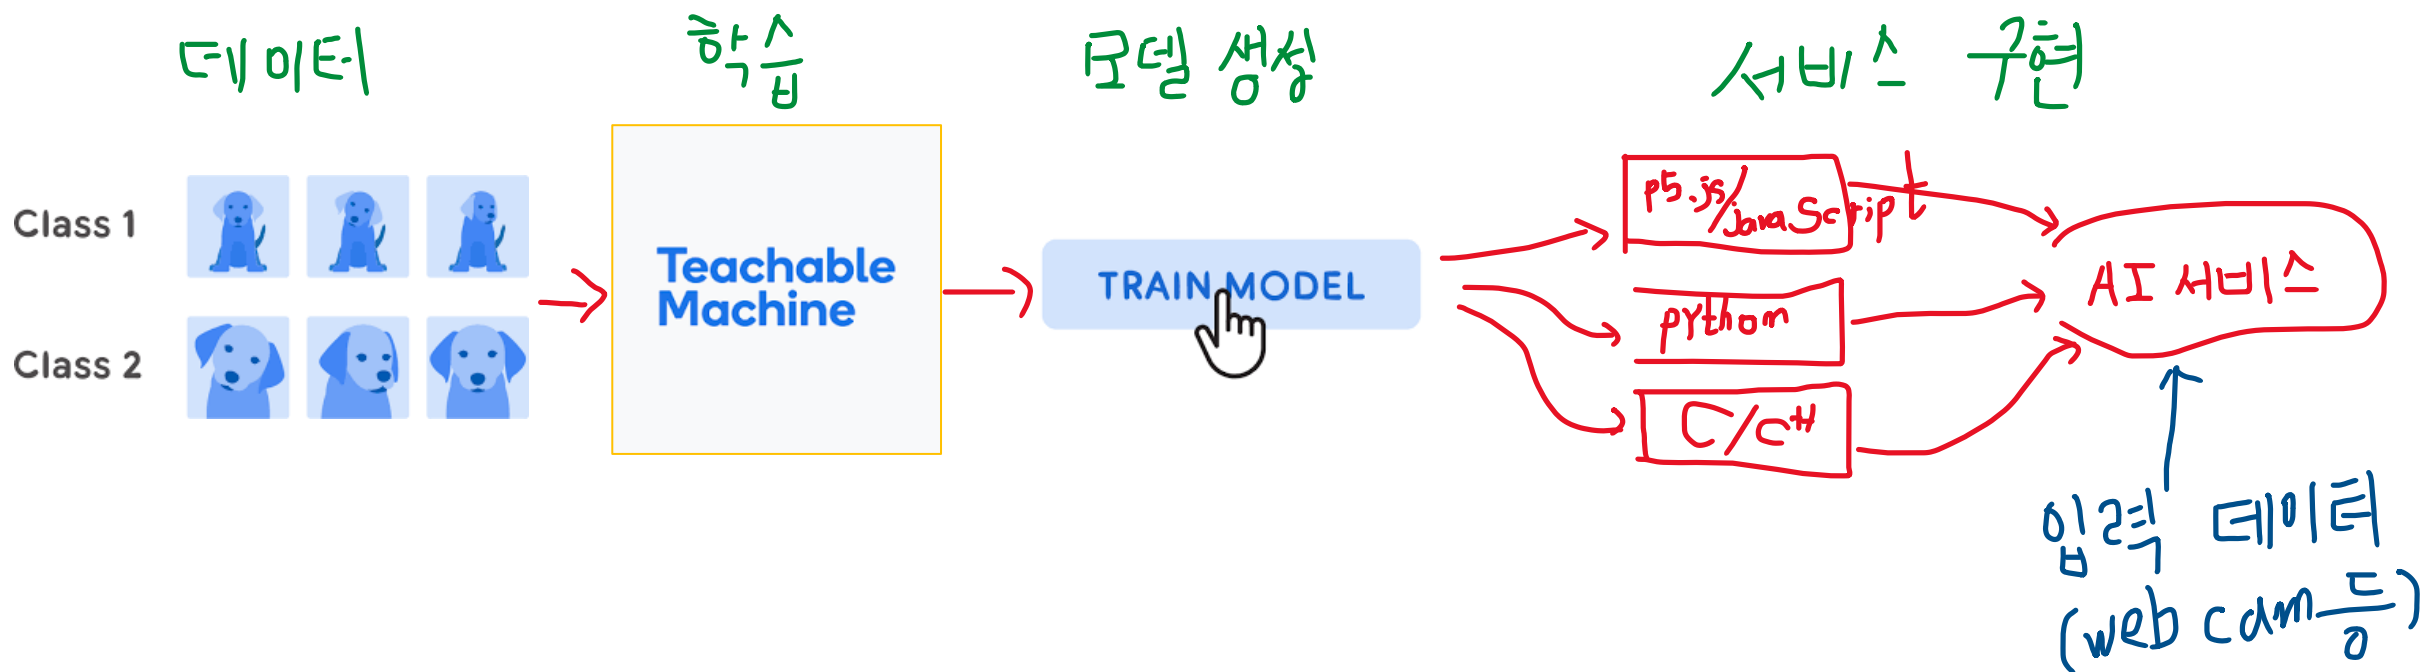 데이터
학습
모델 생성
서비스 구현
Class 1
Class 2
Teachable
Machine
TRAIN MODEL
p5.js/
javaScript
python
C/C++
AI 서비스
입력 데이터
(web cam 등)